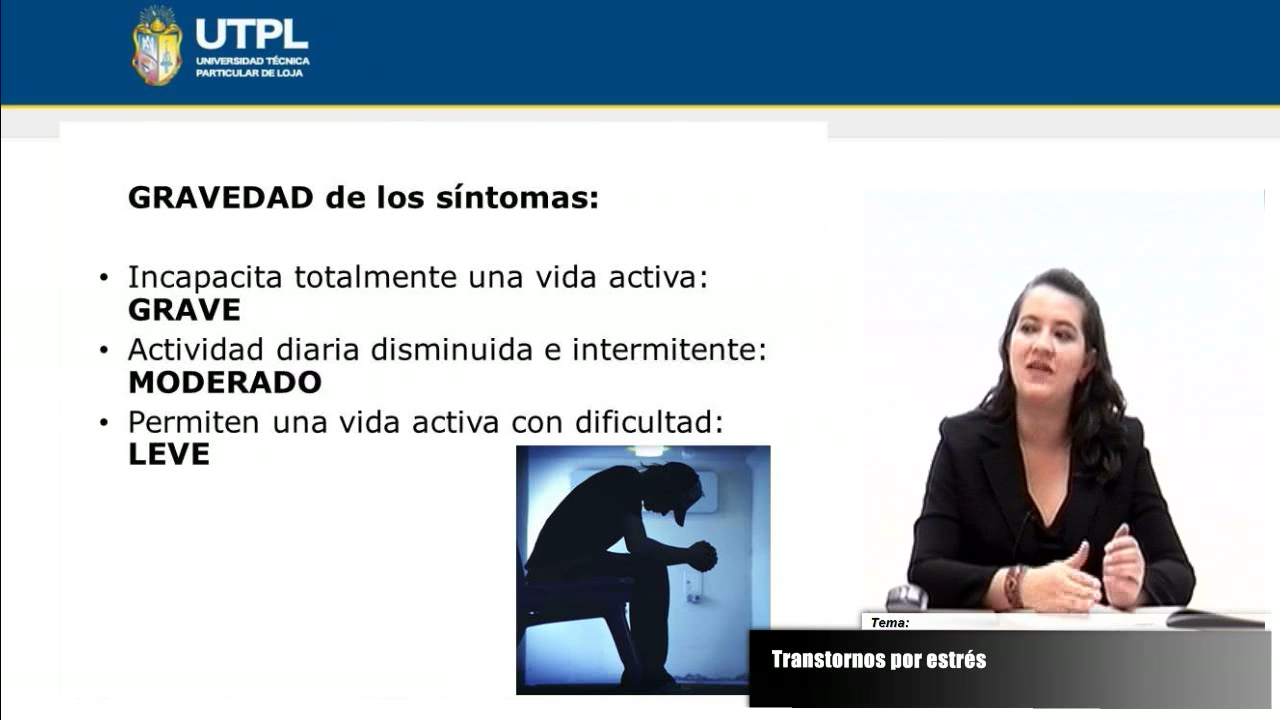 UTPL
UNIVERSIDAD TÉCNICA
PARTICULAR DE LOJA
GRAVEDAD de los síntomas:
• Incapacita totalmente una vida activa:
GRAVE
• Actividad diaria disminuida e intermitente:
MODERADO
• Permiten una vida activa con dificultad:
LEVE
Tema:
Transtornos por estrés